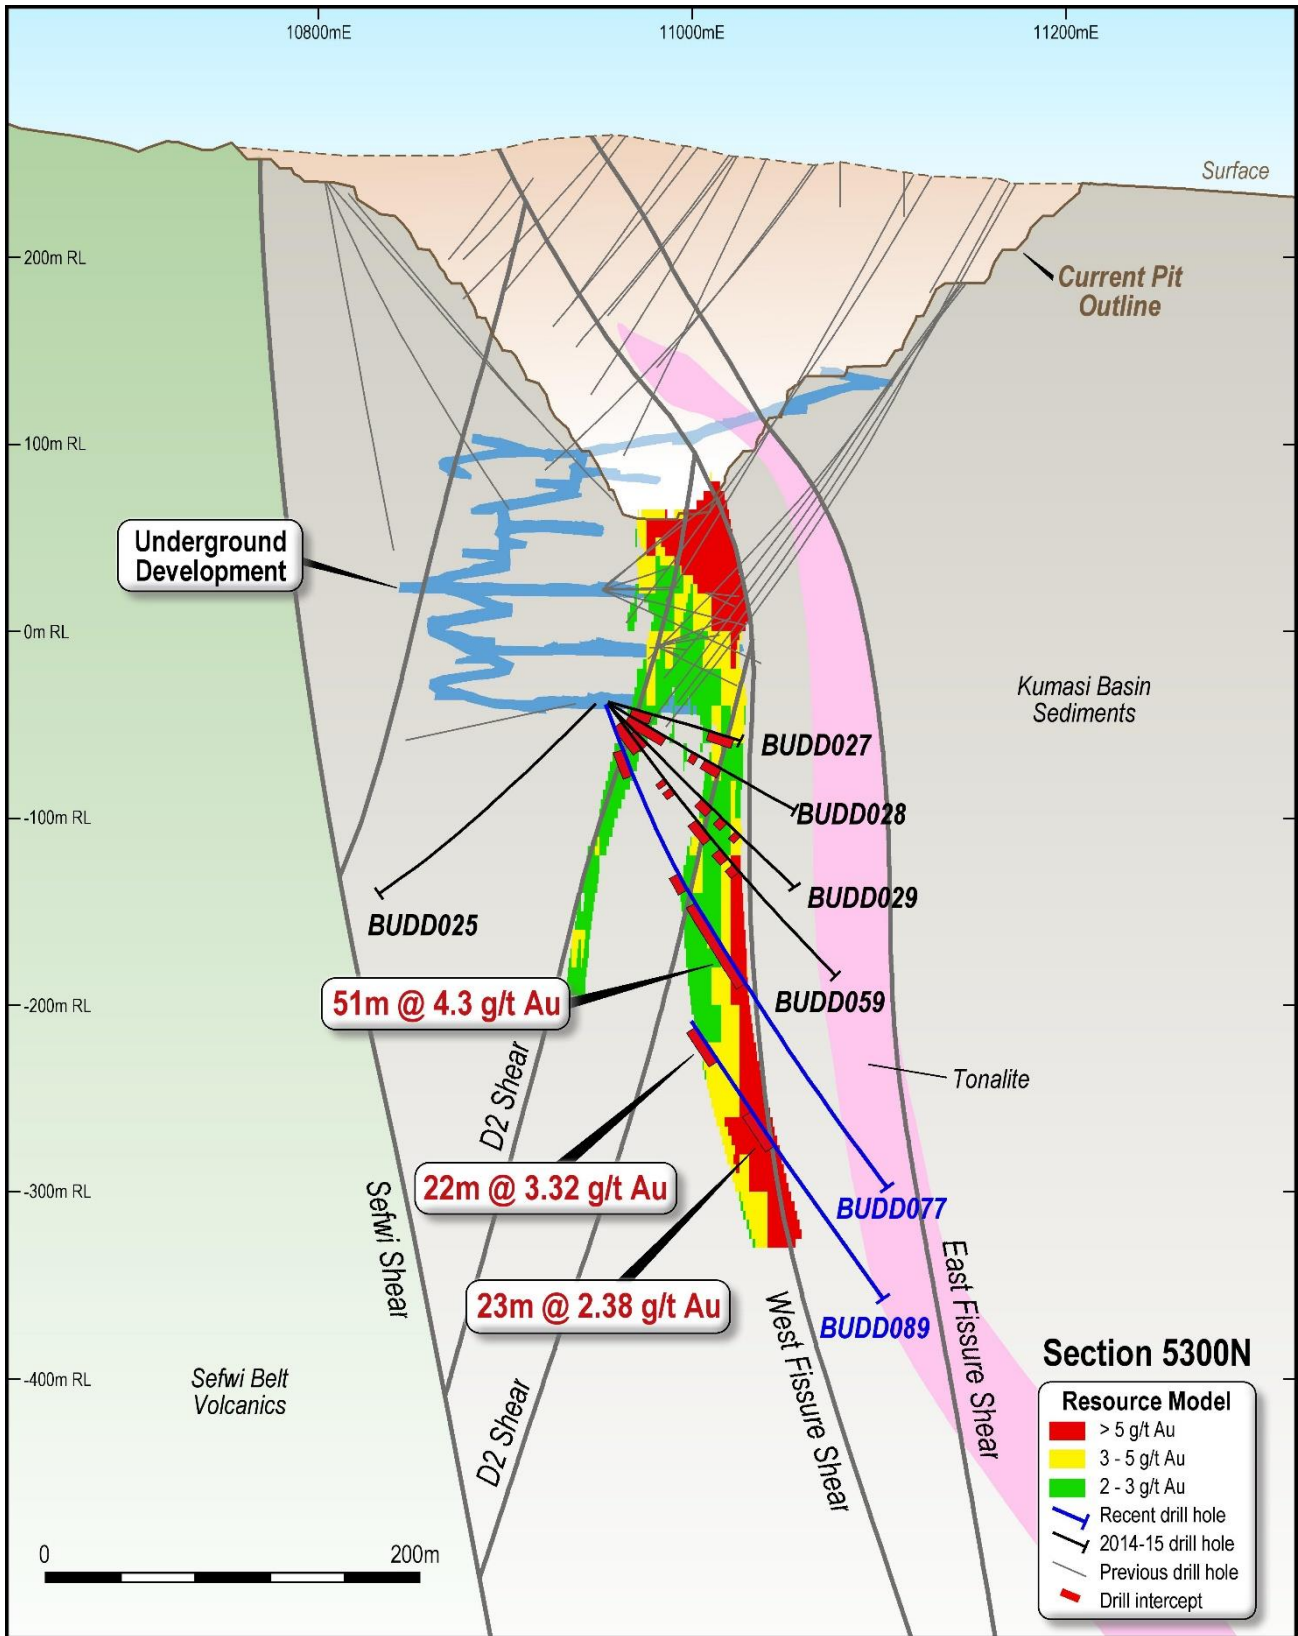 10800mE
11000mE
11200mE
Surface
200m RL
Current Pit
Outline
100m RL
Underground
Development
0m RL
Kumasi Basin
Sediments
BUDD027
-100m RL
BUDD028
BUDD029
BUDD025
BUDD059
51m @ 4.3 g/t Au
-200m RL
D2 Shear
Tonalite
22m @ 3.32 g/t Au
-300m RL
BUDD077
Sefwi Shear
East Fissure Shear
23m @ 2.38 g/t Au
West Fissure Shear
BUDD089
-400m RL
Sefwi Belt
Volcanics
D2 Shear
Section 5300N
Resource Model
> 5 g/t Au
3 - 5 g/t Au
2 - 3 g/t Au
Recent drill hole
2014-15 drill hole
Previous drill hole
Drill intercept
0
200m